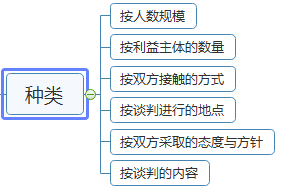 种类
按人数规模
按利益主体的数量
按双方接触的方式
按谈判进行的地点
按双方采取的态度与方针
按谈判的内容